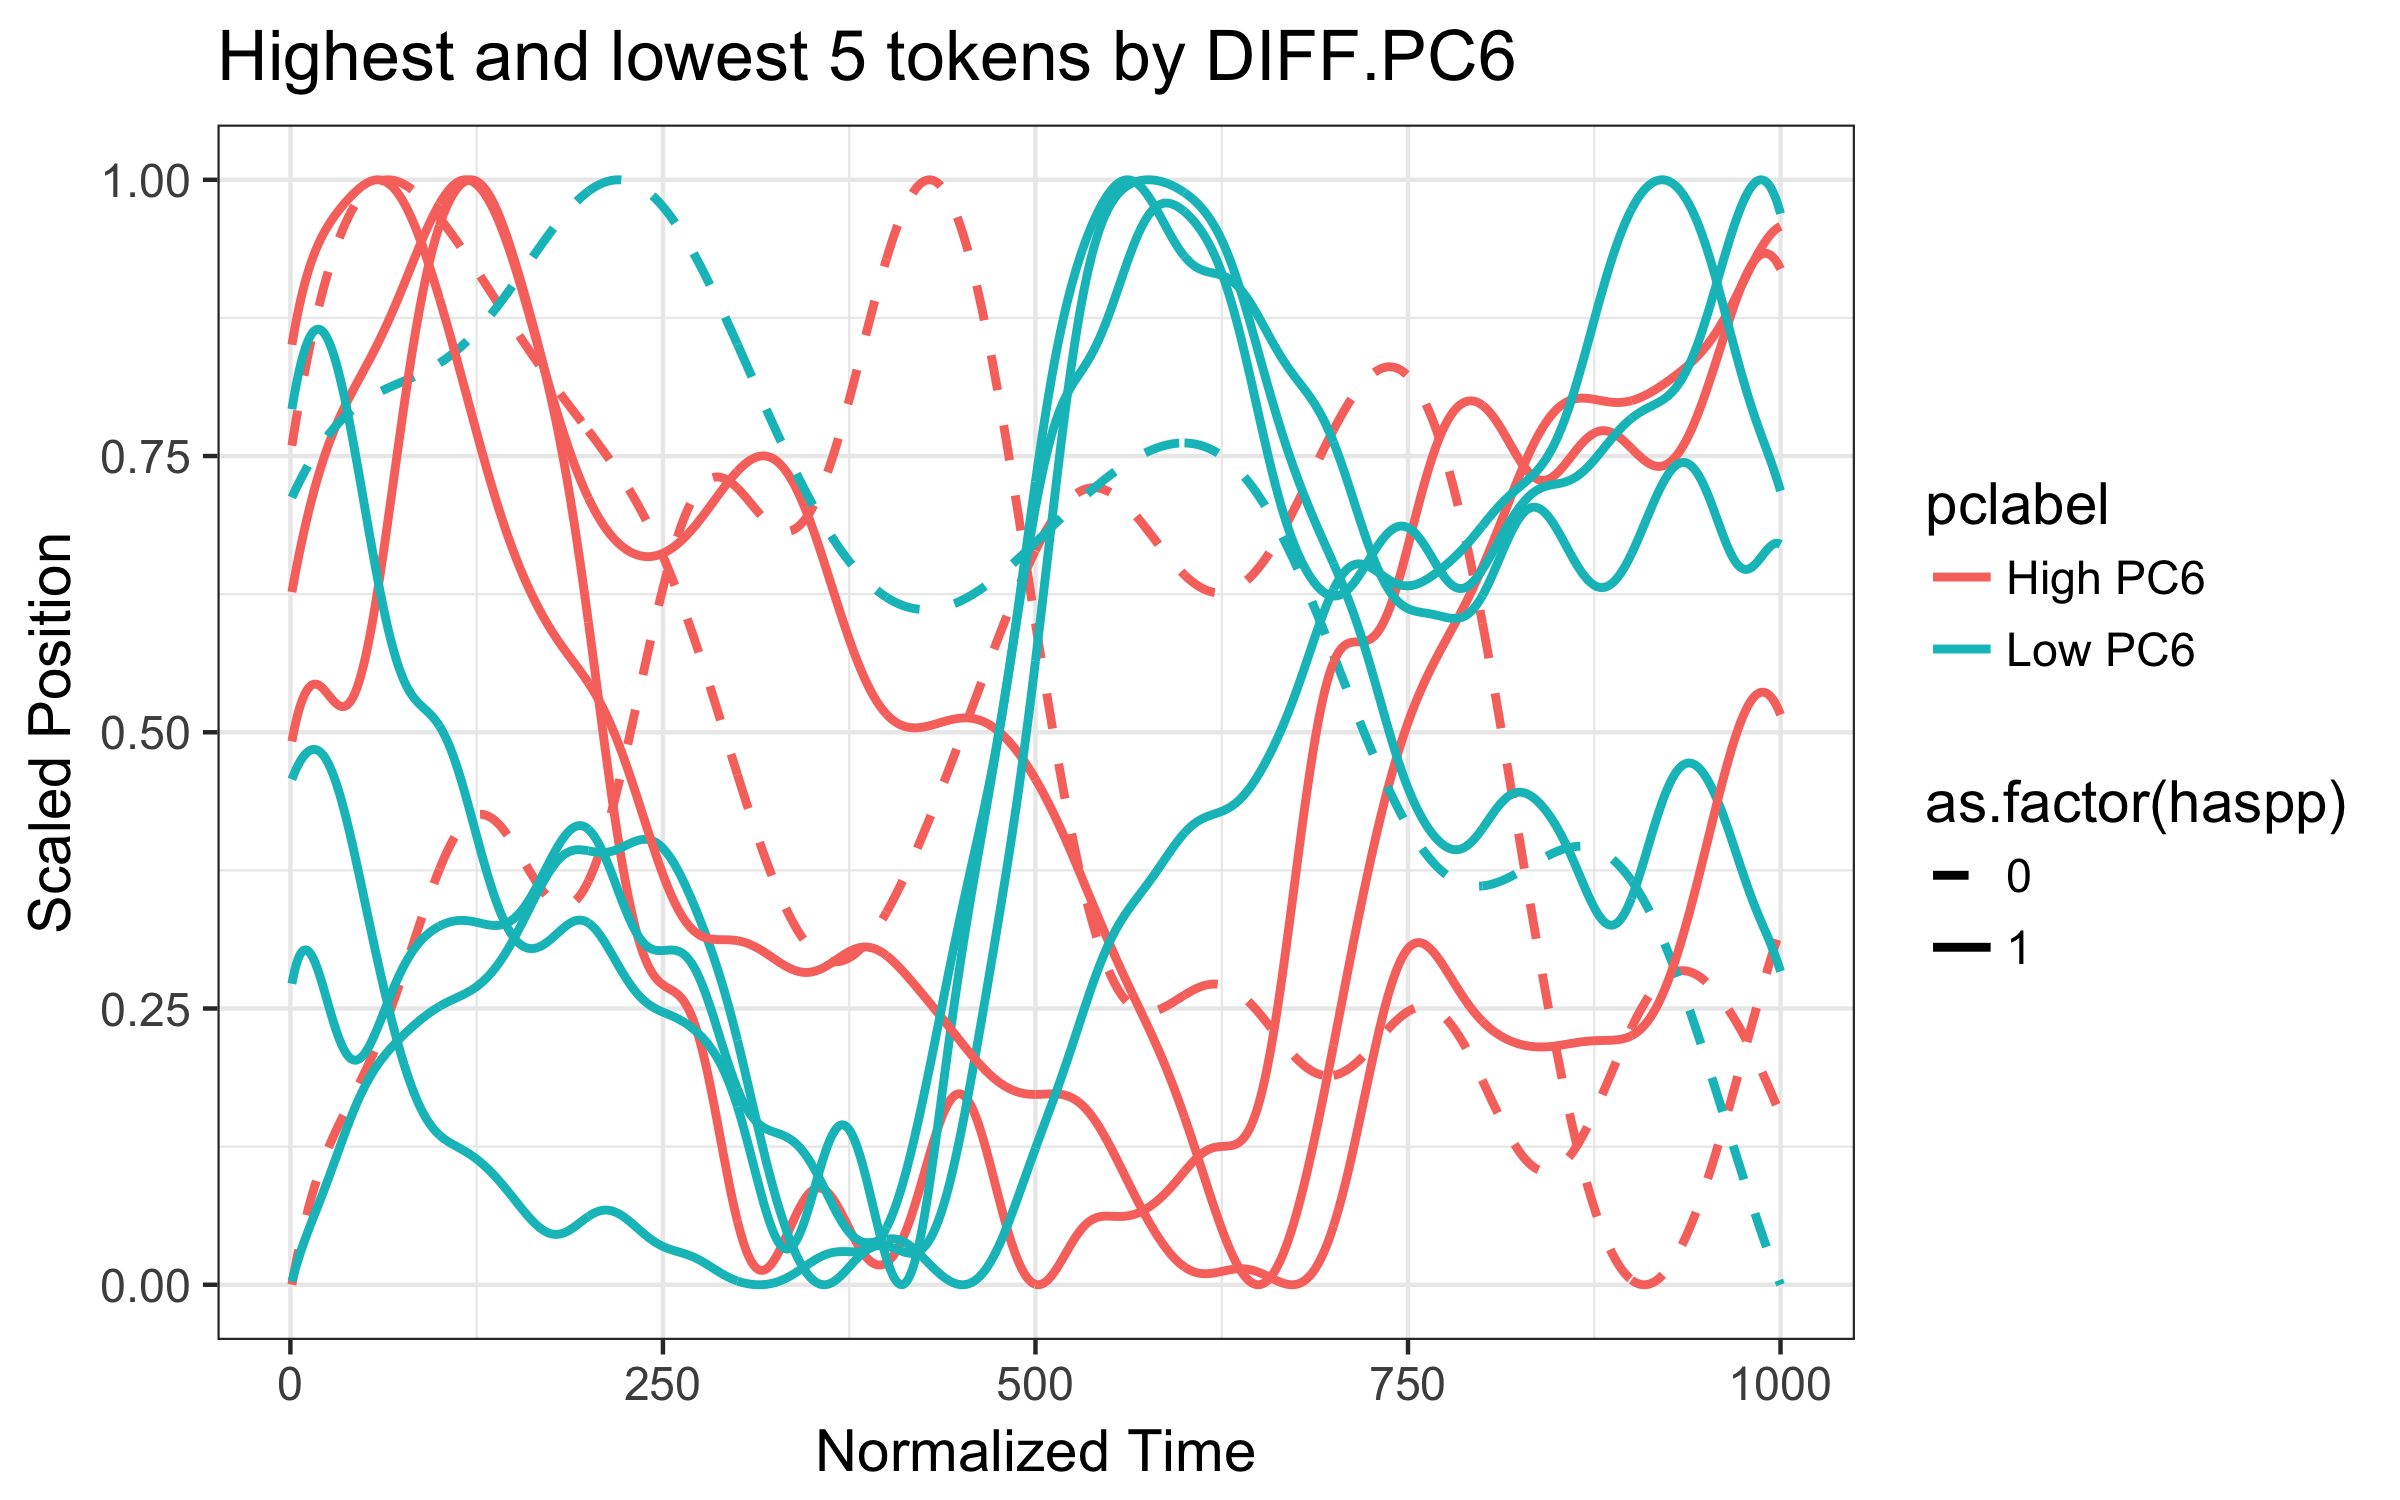 Highest and lowest 5 tokens by DIFF.PC6
Scaled Position
1.00
0.75
0.50
0.25
0.00
0 250 500 750 1000
Normalized Time
pclabel
High PC6
Low PC6
as.factor(haspp)
0
1